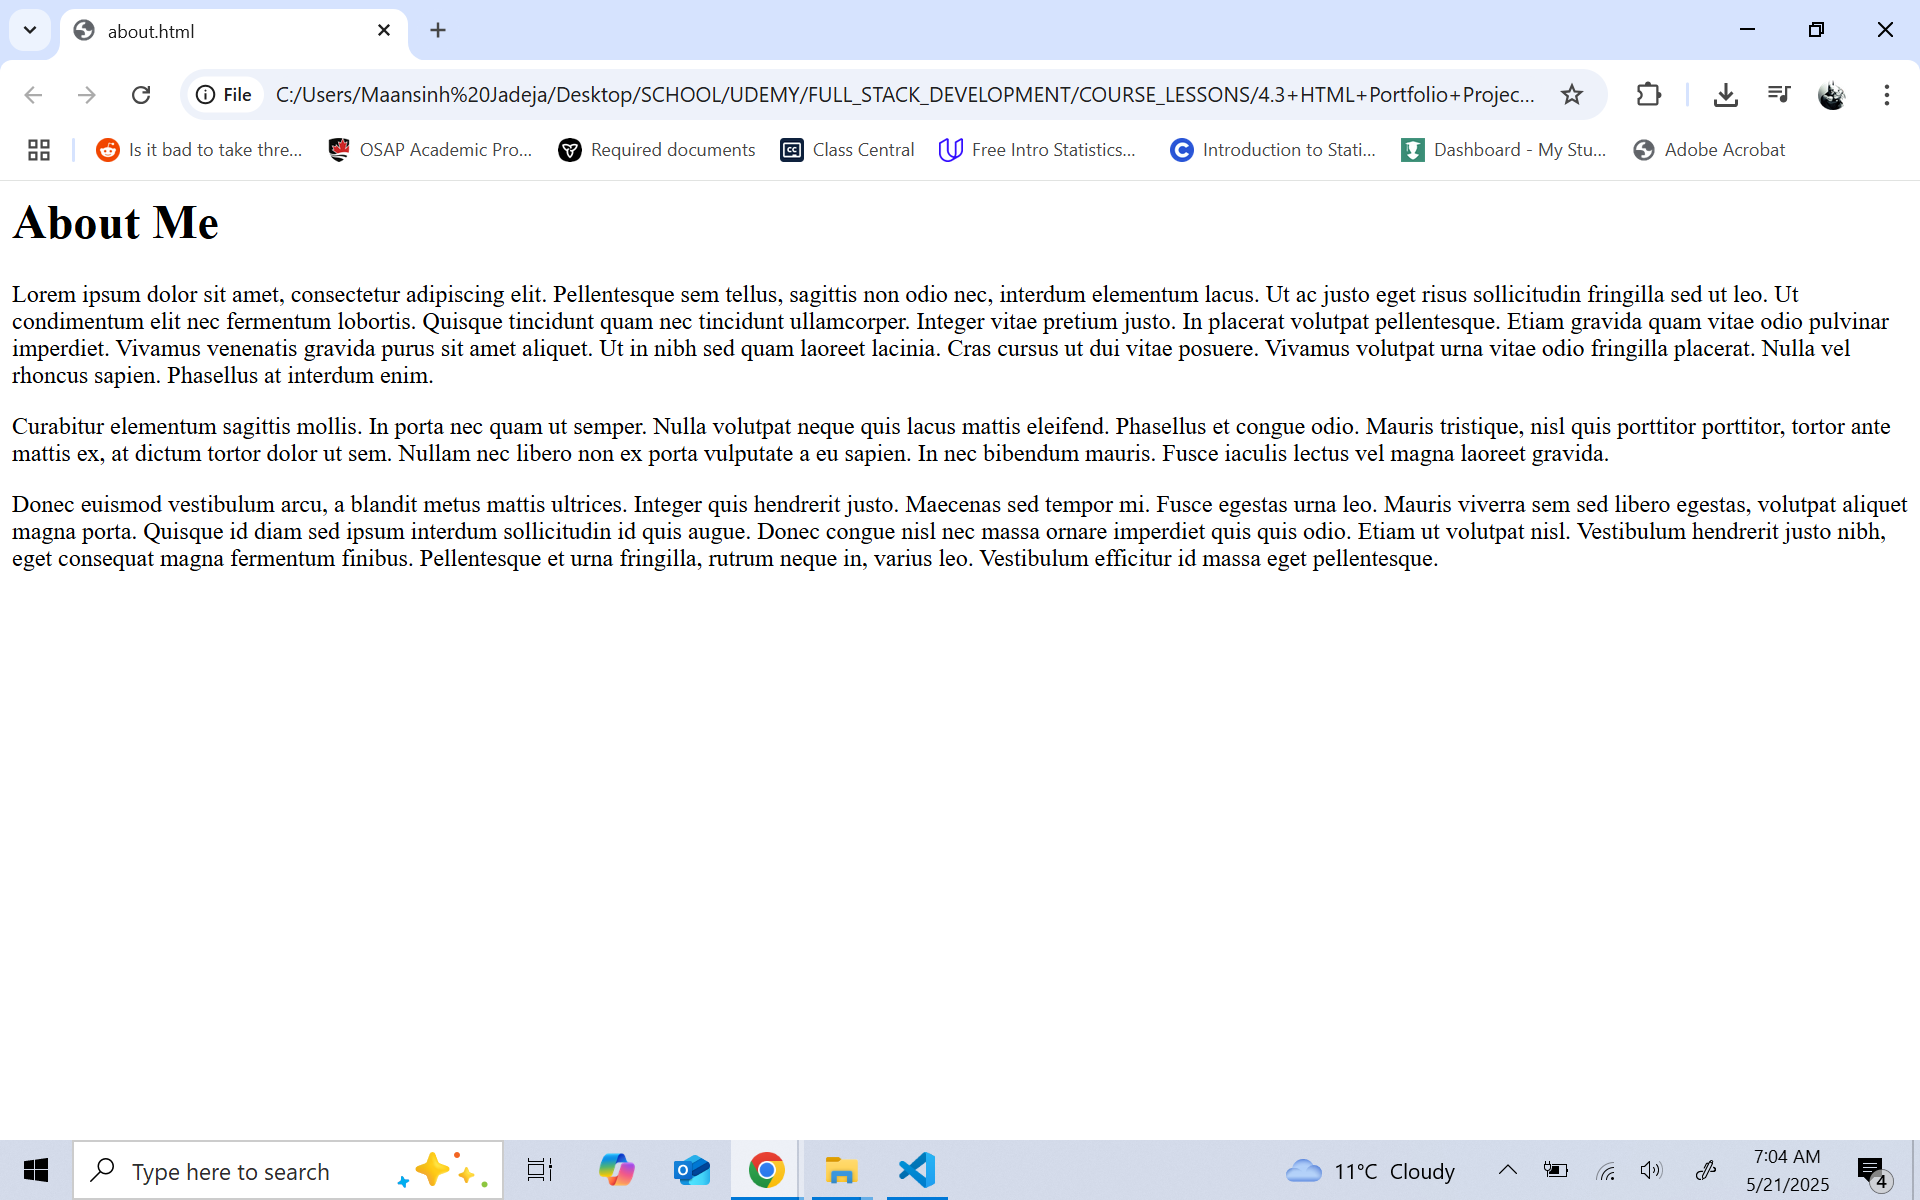 about.html
File
C:/Users/Maansinh%20Jadeja/Desktop/SCHOOL/UDEMY/FULL_STACK_DEVELOPMENT/COURSE_LESSONS/4.3+HTML+Portfolio+Projec...
Is it bad to take thre...
OSAP Academic Pro...
Required documents
cc
Class Central
Free Intro Statistics...
Introduction to Stati...
Dashboard - My Stu...
Adobe Acrobat
About Me
Lorem ipsum dolor sit amet, consectetur adipiscing elit. Pellentesque sem tellus, sagittis non odio nec, interdum elementum lacus. Ut ac justo eget risus sollicitudin fringilla sed ut leo. Ut
condimentum elit nec fermentum lobortis. Quisque tincidunt quam nec tincidunt ullamcorper. Integer vitae pretium justo. In placerat volutpat pellentesque. Etiam gravida quam vitae odio pulvinar
imperdiet. Vivamus venenatis gravida purus sit amet aliquet. Ut in nibh sed quam laoreet lacinia. Cras cursus ut dui vitae posuere. Vivamus volutpat urna vitae odio fringilla placerat. Nulla vel
rhoncus sapien. Phasellus at interdum enim.
Curabitur elementum sagittis mollis. In porta nec quam ut semper. Nulla volutpat neque quis lacus mattis eleifend. Phasellus et congue odio. Mauris tristique, nisl quis porttitor porttitor, tortor ante
mattis ex, at dictum tortor dolor ut sem. Nullam nec libero non ex porta vulputate a eu sapien. In nec bibendum mauris. Fusce iaculis lectus vel magna laoreet gravida.
Donec euismod vestibulum arcu, a blandit metus mattis ultrices. Integer quis hendrerit justo. Maecenas sed tempor mi. Fusce egestas urna leo. Mauris viverra sem sed libero egestas, volutpat aliquet
magna porta. Quisque id diam sed ipsum interdum sollicitudin id quis augue. Donec congue nisl nec massa ornare imperdiet quis quis odio. Etiam ut volutpat nisl. Vestibulum hendrerit justo nibh,
eget consequat magna fermentum finibus. Pellentesque et urna fringilla, rutrum neque in, varius leo. Vestibulum efficitur id massa eget pellentesque.
Type here to search
11°C Cloudy
7:04 AM
5/21/2025
4